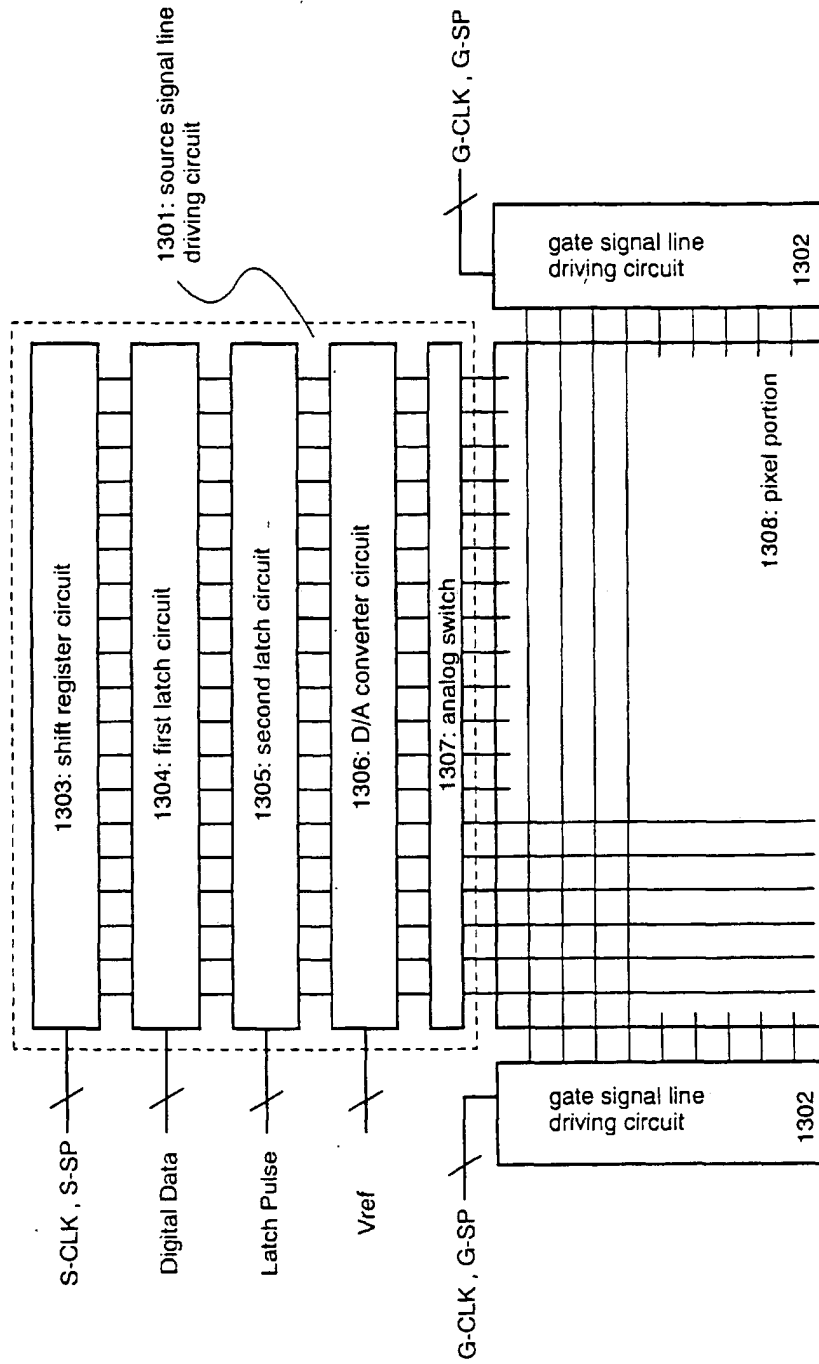 1301: source signal line
driving circuit
S-CLK , S-SP
1303: shift register circuit
Digital Data
1304: first latch circuit
Latch Pulse
1305: second latch circuit
Vref
1306: D/A converter circuit
1307: analog switch
G-CLK , G-SP
G-CLK , G-SP
gate signal line
driving circuit
1302
gate signal line
driving circuit
1302
1308: pixel portion